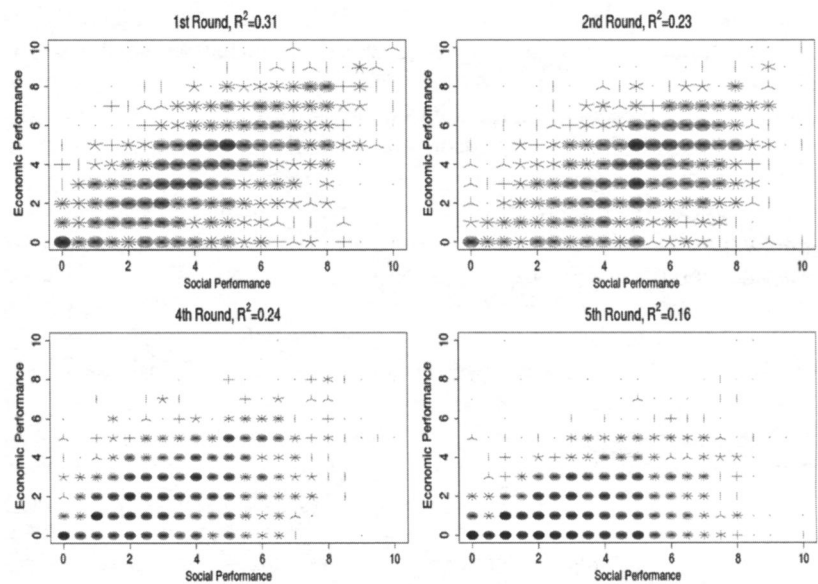 1st Round, R²=0.31
Economic Performance
10
8
6
4
2
0
0 2 4 6 8 10
Social Performance
2nd Round, R²=0.23
Economic Performance
10
8
6
4
2
0
0 2 4 6 8 10
Social Performance
4th Round, R²=0.24
Economic Performance
10
8
6
4
2
0
0 2 4 6 8 10
Social Performance
5th Round, R²=0.16
Economic Performance
10
8
6
4
2
0
0 2 4 6 8 10
Social Performance